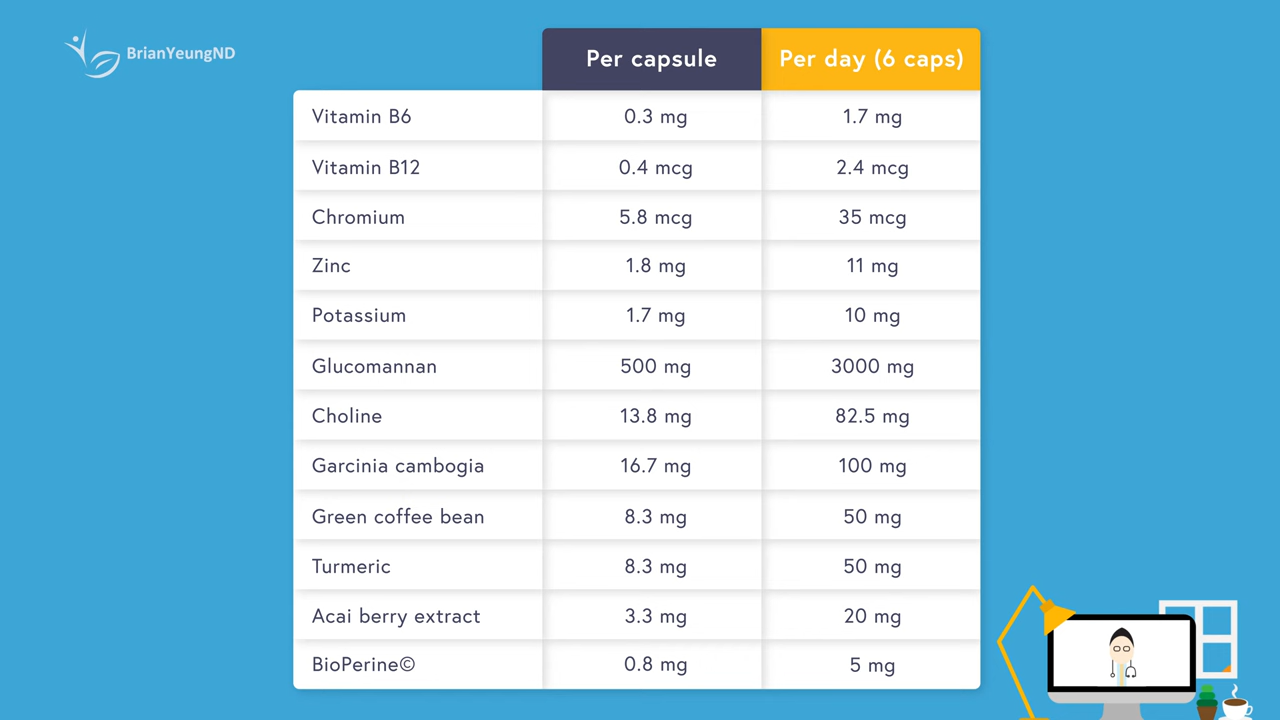 BrianYeungND
Per capsule Per day (6 caps)
Vitamin B6 0.3 mg 1.7 mg
Vitamin B12 0.4 mcg 2.4 mcg
Chromium 5.8 mcg 35 mcg
Zinc 1.8 mg 11 mg
Potassium 1.7 mg 10 mg
Glucomannan 500 mg 3000 mg
Choline 13.8 mg 82.5 mg
Garcinia cambogia 16.7 mg 100 mg
Green coffee bean 8.3 mg 50 mg
Turmeric 8.3 mg 50 mg
Acai berry extract 3.3 mg 20 mg
BioPerine© 0.8 mg 5 mg